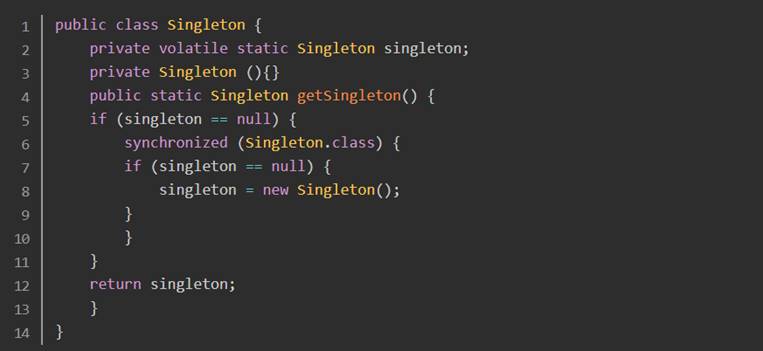 1 public class Singleton {
2     private volatile static Singleton singleton;
3     private Singleton (){}
4     public static Singleton getSingleton() {
5     if (singleton == null) {
6         synchronized (Singleton.class) {
7         if (singleton == null) {
8             singleton = new Singleton();
9         }
10         }
11     }
12     return singleton;
13     }
14 }